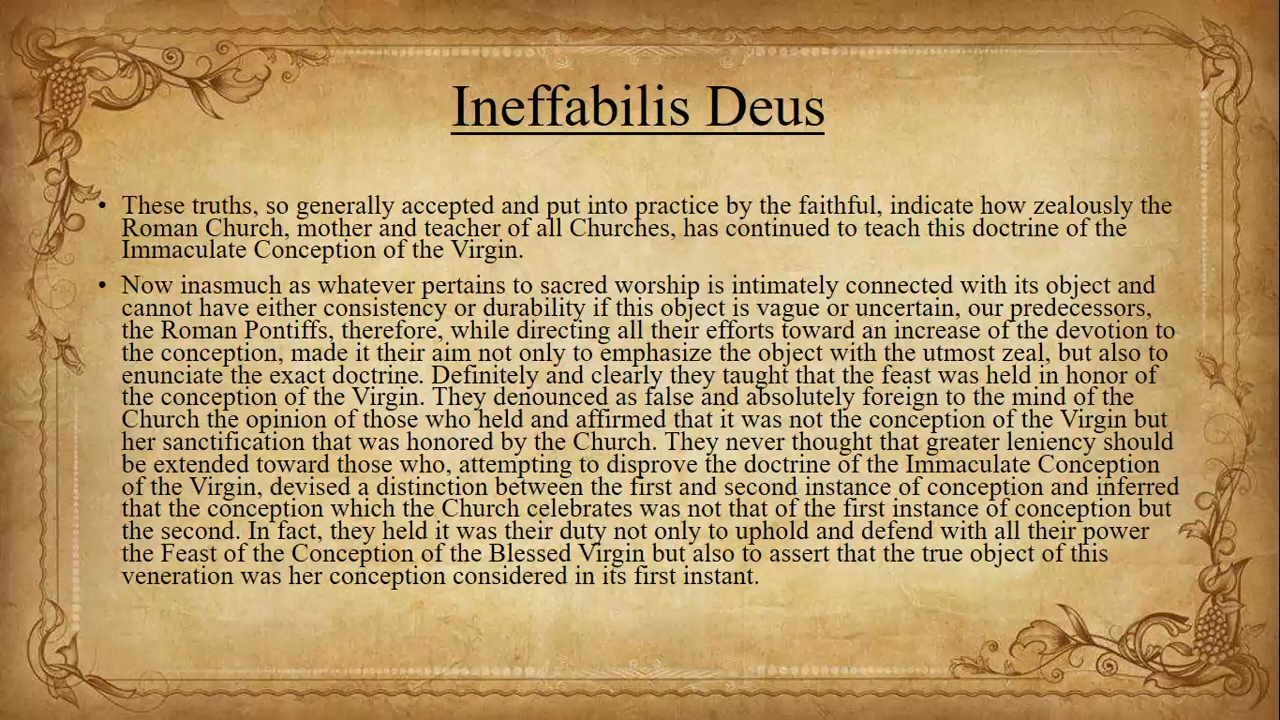 Ineffabilis Deus
• These truths, so generally accepted and put into practice by the faithful, indicate how zealously the
Roman Church, mother and teacher of all Churches, has continued to teach this doctrine of the
Immaculate Conception of the Virgin.
• Now inasmuch as whatever pertains to sacred worship is intimately connected with its object and
cannot have either consistency or durability if this object is vague or uncertain, our predecessors,
the Roman Pontiffs, therefore, while directing all their efforts toward an increase of the devotion to
the conception, made it their aim not only to emphasize the object with the utmost zeal, but also to
enunciate the exact doctrine. Definitely and clearly they taught that the feast was held in honor of
the conception of the Virgin. They denounced as false and absolutely foreign to the mind of the
Church the opinion of those who held and affirmed that it was not the conception of the Virgin but
her sanctification that was honored by the Church. They never thought that greater leniency should
be extended toward those who, attempting to disprove the doctrine of the Immaculate Conception
of the Virgin, devised a distinction between the first and second instance of conception and inferred
that the conception which the Church celebrates was not that of the first instance of conception but
the second. In fact, they held it was their duty not only to uphold and defend with all their power
the Feast of the Conception of the Blessed Virgin but also to assert that the true object of this
veneration was her conception considered in its first instant.